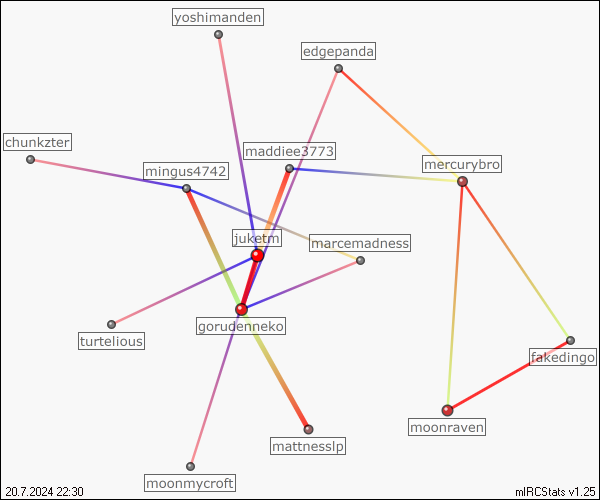 yoshimanden
edgepanda
chunkzter
maddiee3773
mercurybro
mingus4742
juketm
marcemadness
gorudenneko
turtelious
fakedingo
moonraven
mattnesslp
moonmycroft
20.7.2024 22:30
mIRCStats v1.25